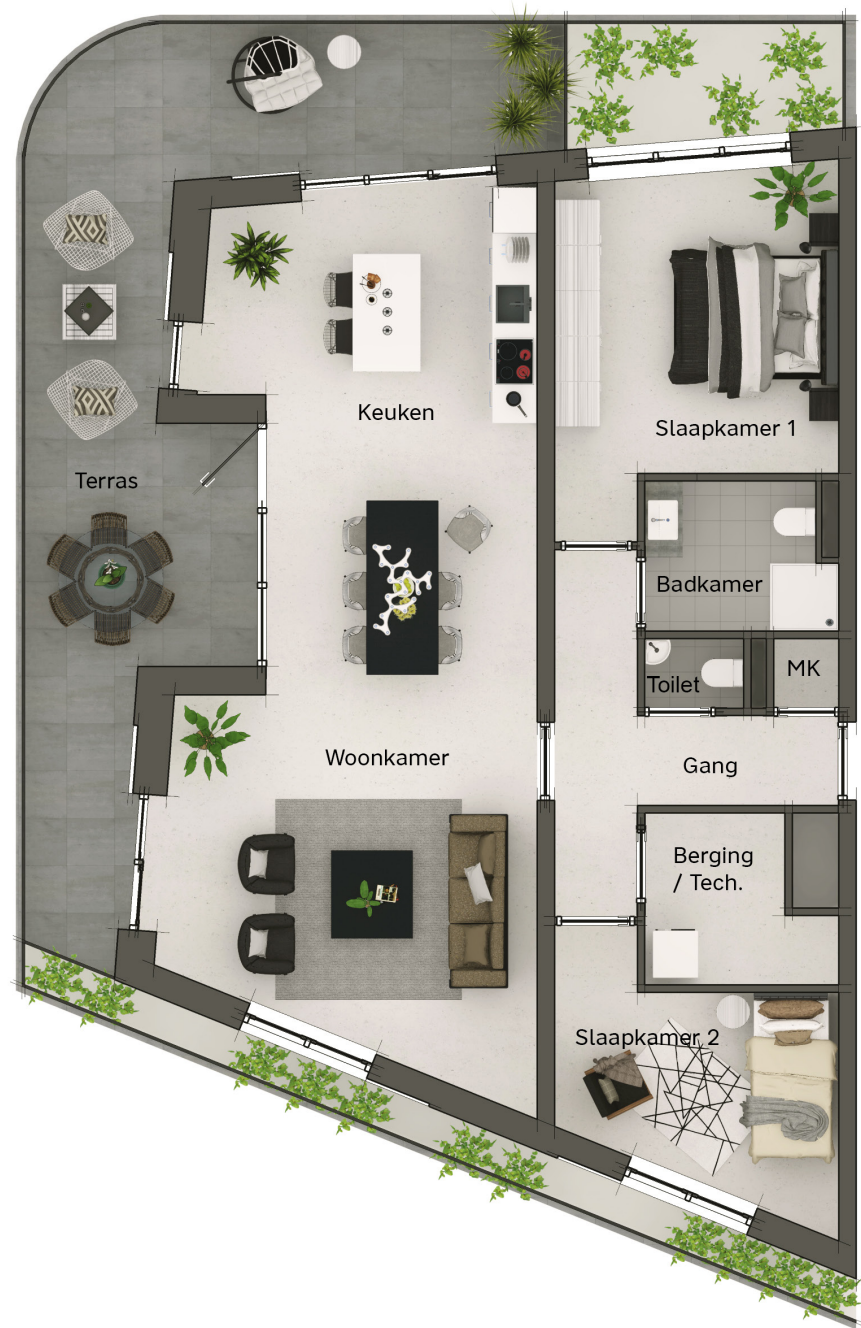 Keuken
Slaapkamer 1
Terras
Badkamer
Toilet
MK
Woonkamer
Gang
Berging
/ Tech.
Slaapkamer 2